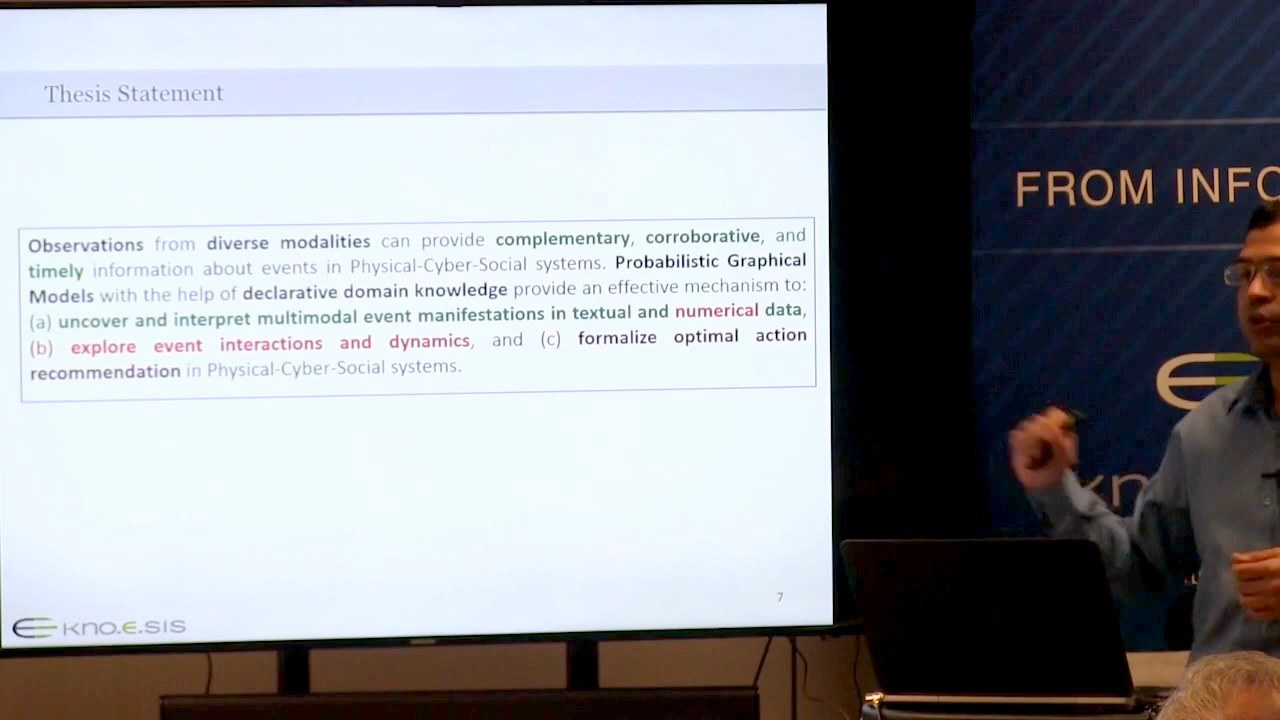 Thesis Statement
Observations from diverse modalities can provide complementary, corroborative, and
timely information about events in Physical-Cyber-Social systems. Probabilistic Graphical
Models with the help of declarative domain knowledge provide an effective mechanism to:
(a) uncover and interpret multimodal event manifestations in textual and numerical data,
(b) explore event interactions and dynamics, and (c) formalize optimal action
recommendation in Physical-Cyber-Social systems.
7
kno.e.sis
FROM INFO
kn